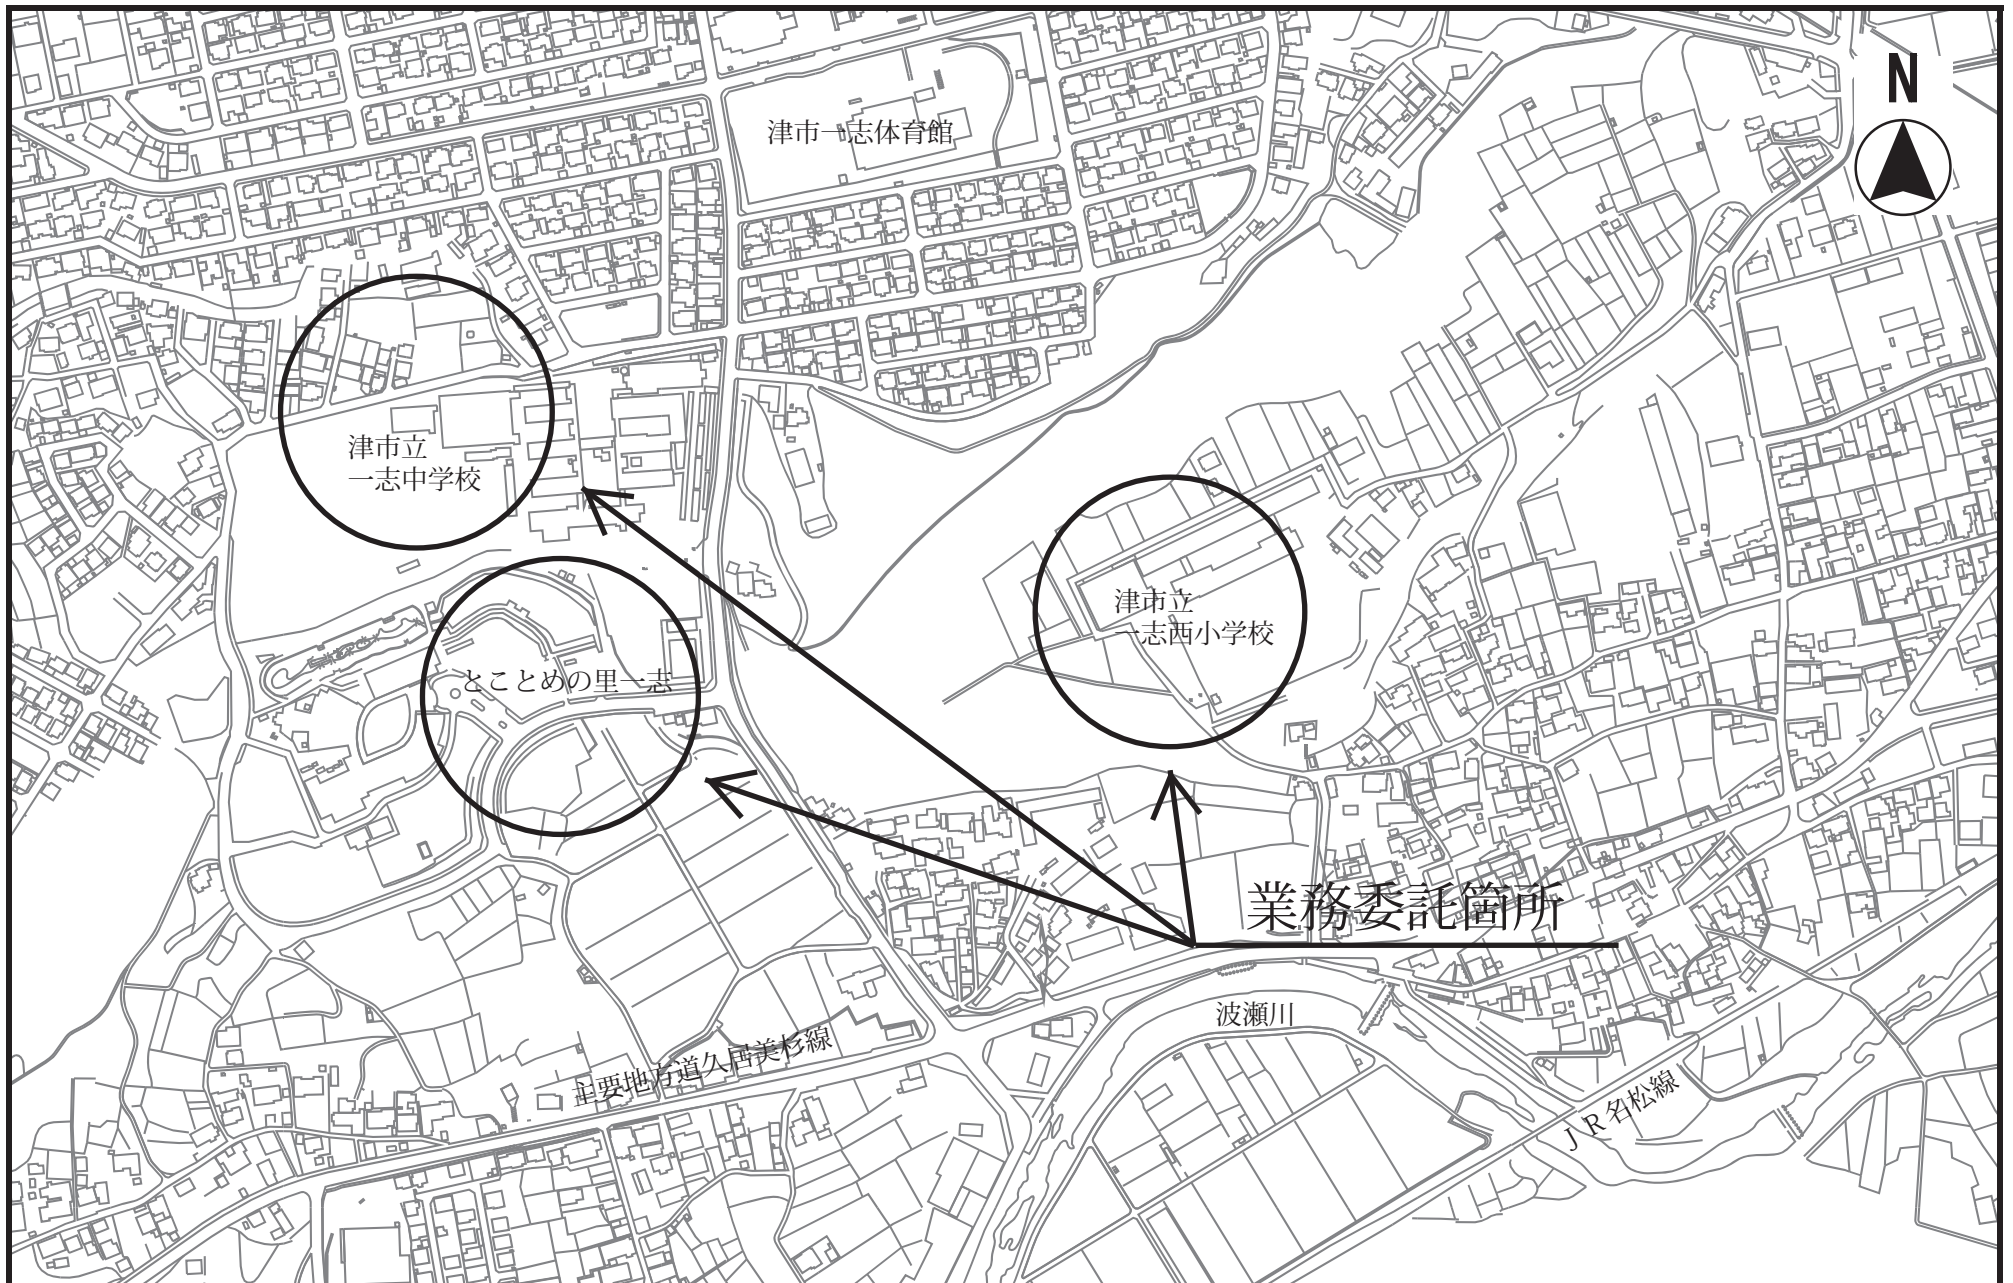 N
津市一志体育館
津市立
一志中学校
津市立
一志西小学校
とことめの里一志
業務委託箇所
波瀬川
主要地方道久居美杉線
JR名松線